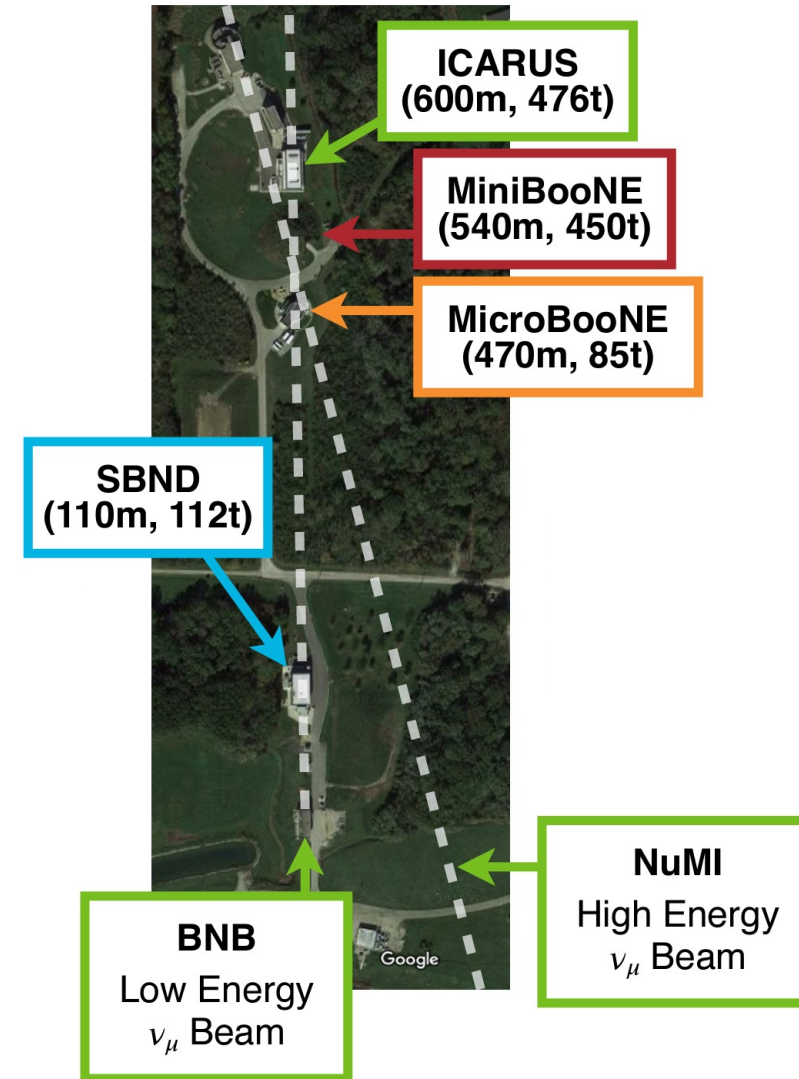 ICARUS
(600m, 476t)
MiniBooNE
(540m, 450t)
MicroBooNE
(470m, 85t)
SBND
(110m, 112t)
NuMI
High Energy
νμ Beam
BNB
Low Energy
νμ Beam
Google